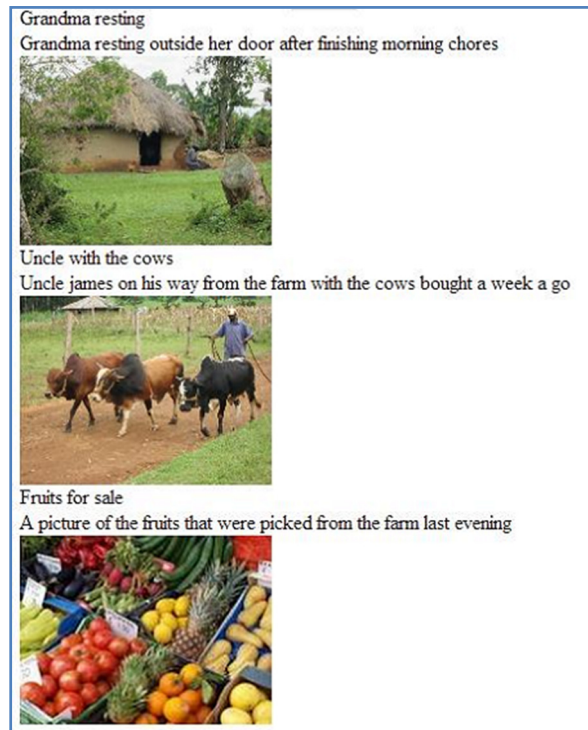 Grandma resting
Grandma resting outside her door after finishing morning chores
Uncle with the cows
Uncle james on his way from the farm with the cows bought a week a go
Fruits for sale
A picture of the fruits that were picked from the farm last evening